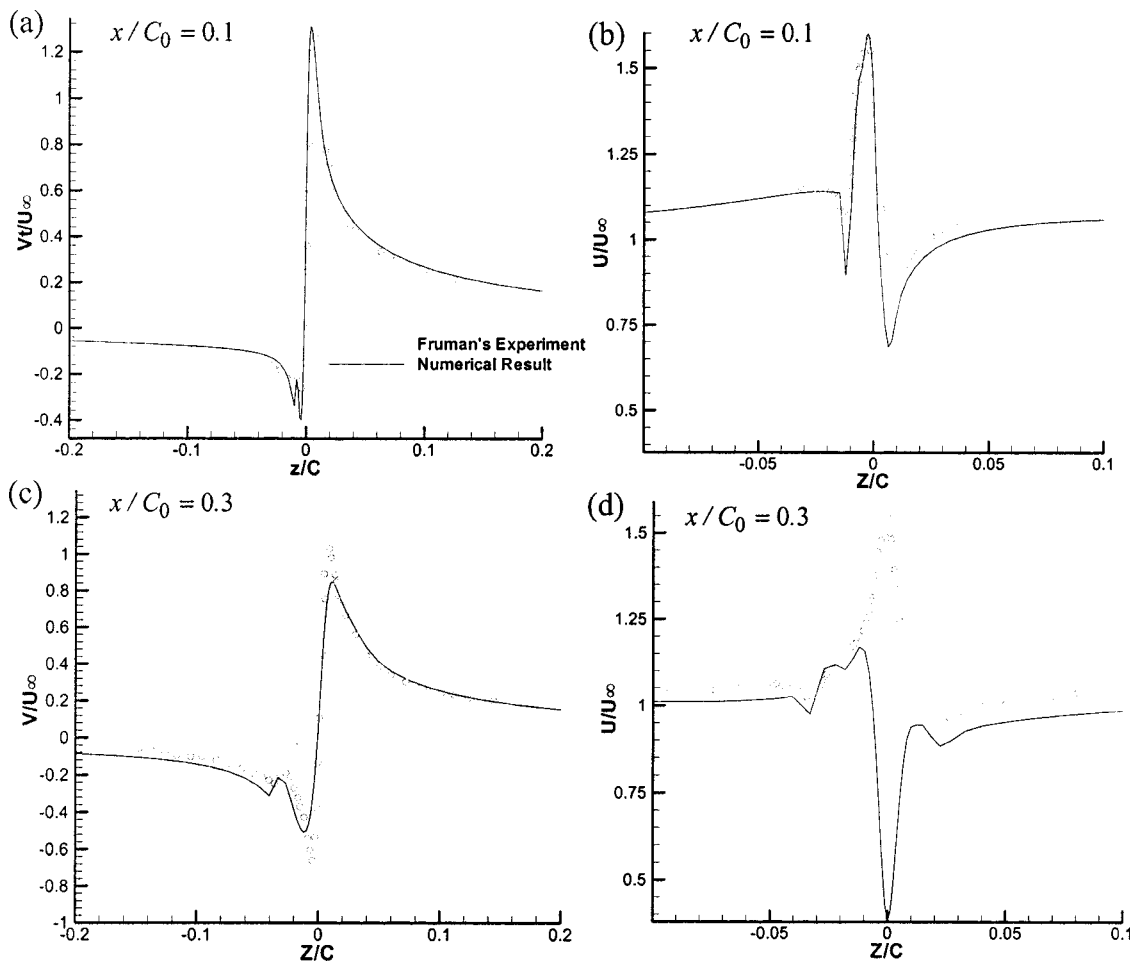 (a)
x / C0 = 0.1
1.2
1
0.8
0.6
0.4
0.2
0
-0.2
-0.4
Vt/U∞
Fruman's Experiment
Numerical Result
-0.2
-0.1
0
0.1
0.2
z/C
(b)
x / C0 = 0.1
1.5
1.25
1
0.75
0.5
U/U∞
-0.05
0
0.05
0.1
Z/C
(c)
x / C0 = 0.3
1.2
1
0.8
0.6
0.4
0.2
0
-0.2
-0.4
-0.6
-0.8
-1
V/U∞
-0.2
-0.1
0
0.1
0.2
Z/C
(d)
x / C0 = 0.3
1.5
1.25
1
0.75
0.5
U/U∞
-0.05
0
0.05
0.1
Z/C